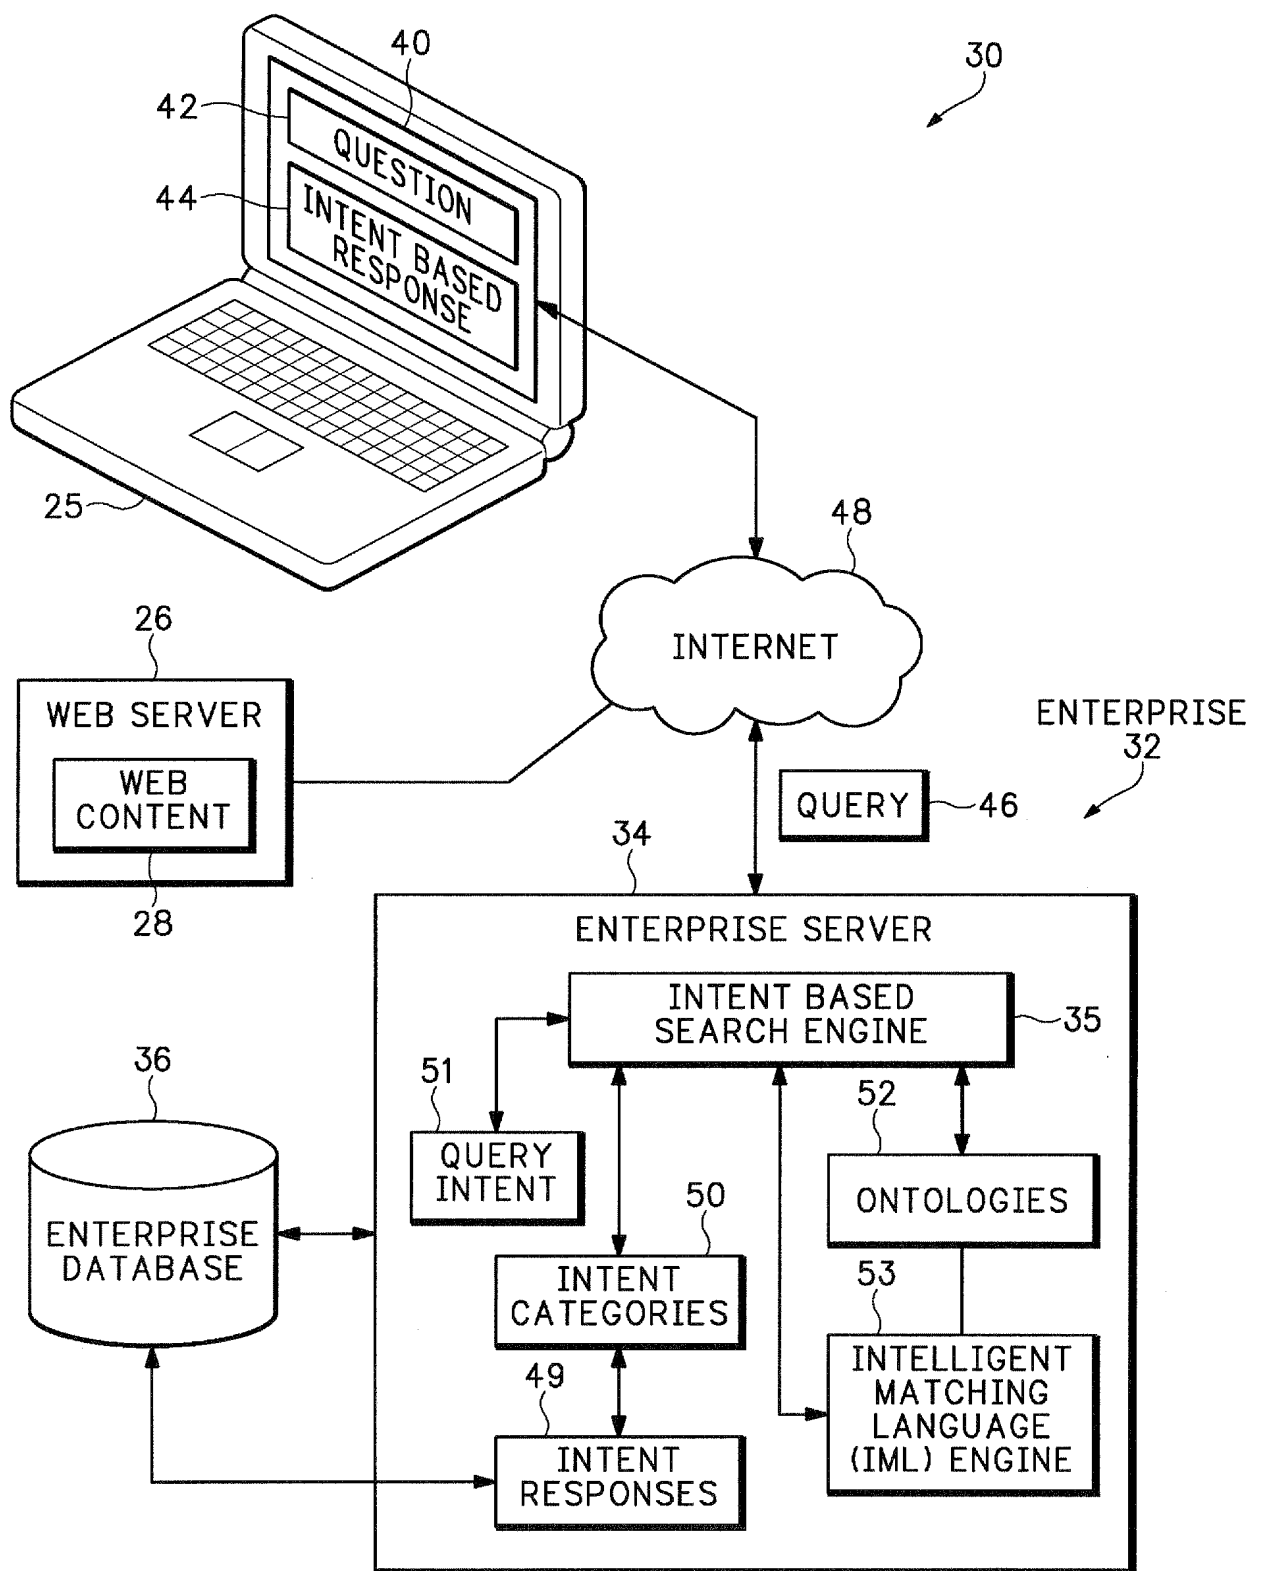 40
30
42
QUESTION
44
INTENT BASED
RESPONSE
25
48
INTERNET
26
WEB SERVER
WEB
CONTENT
28
ENTERPRISE
32
QUERY
46
34
ENTERPRISE SERVER
INTENT BASED
SEARCH ENGINE
35
36
ENTERPRISE
DATABASE
51
QUERY
INTENT
52
ONTOLOGIES
50
INTENT
CATEGORIES
53
INTELLIGENT
MATCHING
LANGUAGE
(IML) ENGINE
49
INTENT
RESPONSES